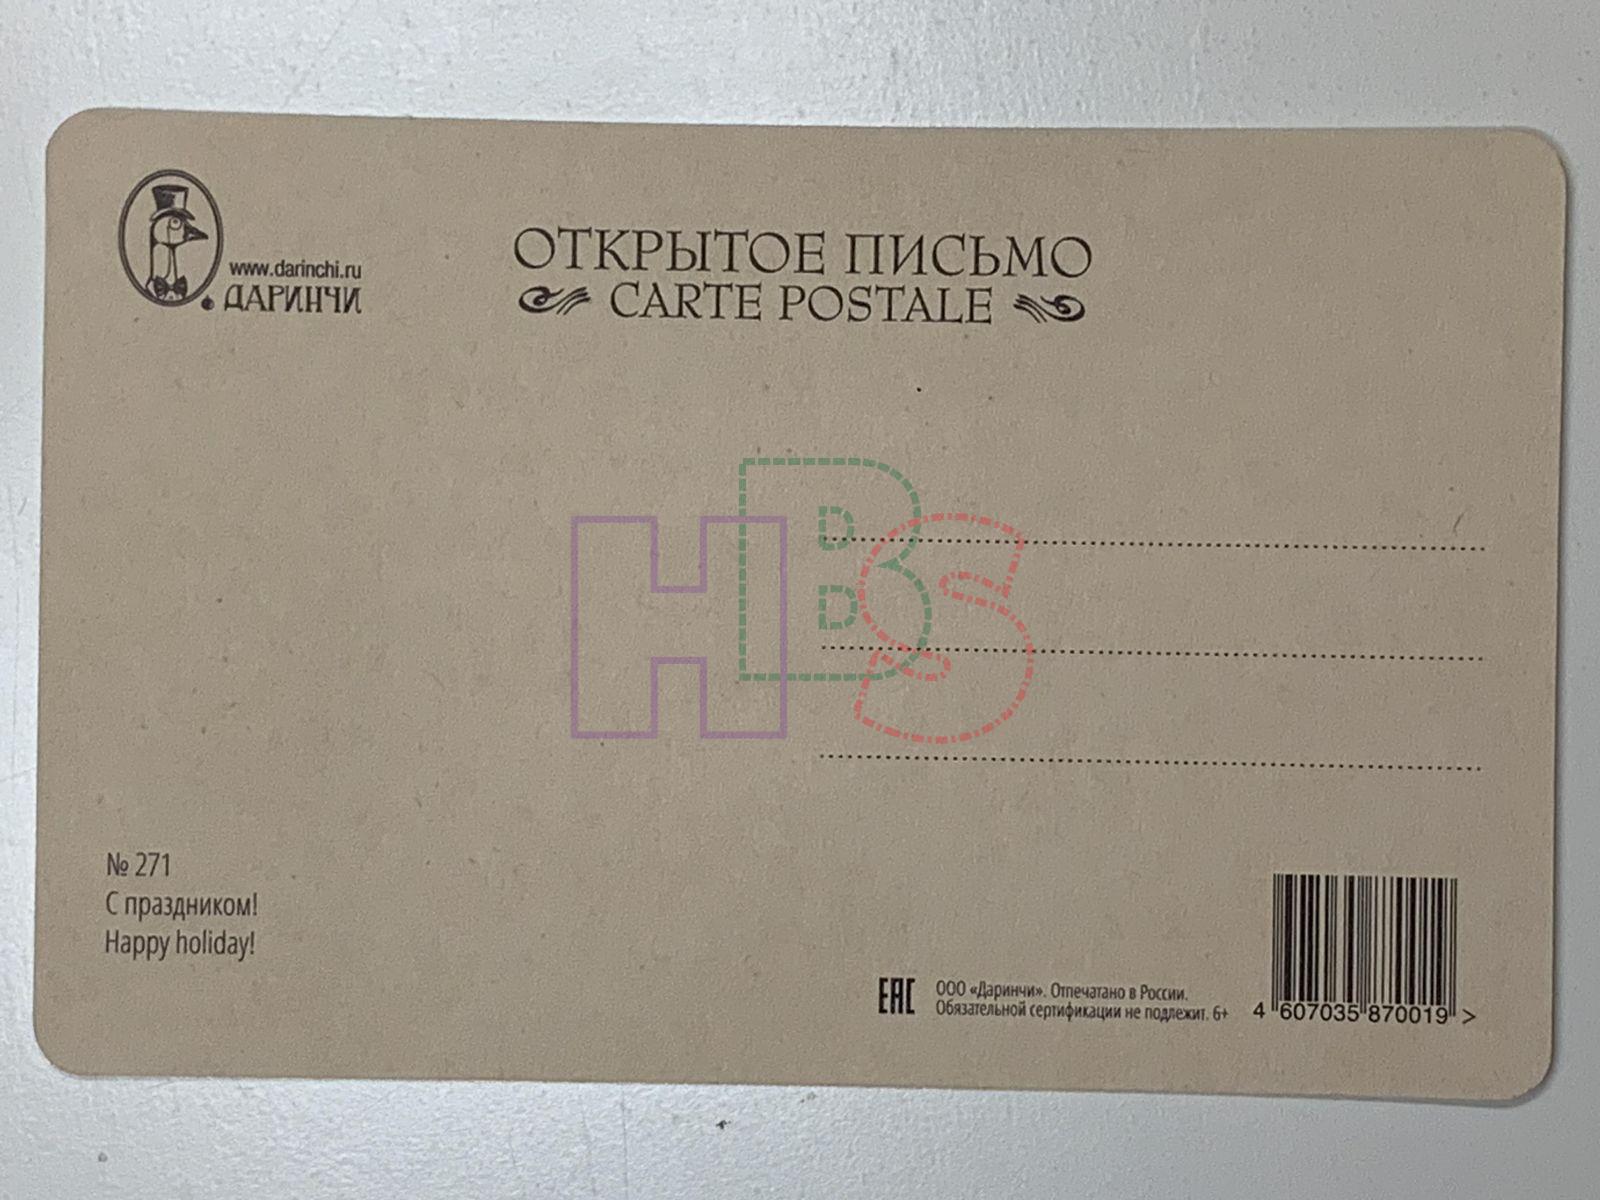 www.darinchi.ru
ДАРИНЧИ
ОТКРЫТОЕ ПИСЬМО
CARTE POSTALE
H B S
№ 271
С праздником!
Happy holiday!
EAC
ООО «Даринчи». Отпечатано в России.
Обязательной сертификации не подлежит. 6+
4 607035 870019 >